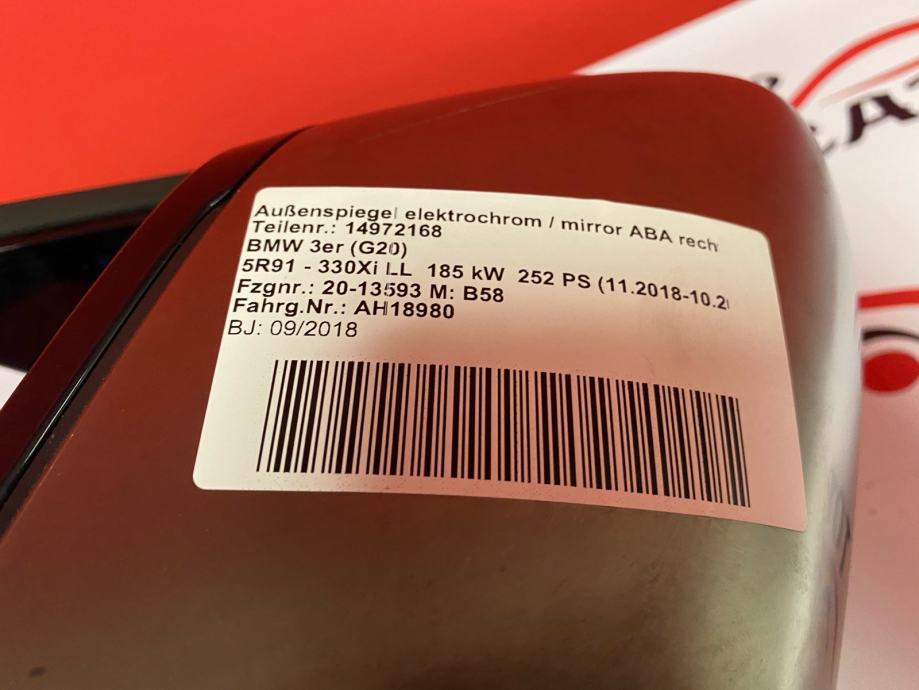 Außenspiegel elektrochrom / mirror ABA rech
Teilenr.: 14972168
BMW 3er (G20)
5R91 - 330Xi LL 185 kW 252 PS (11.2018-10.2
Fzgnr.: 20-13593 M: B58
Fahrg.Nr.: AH18980
BJ: 09/2018